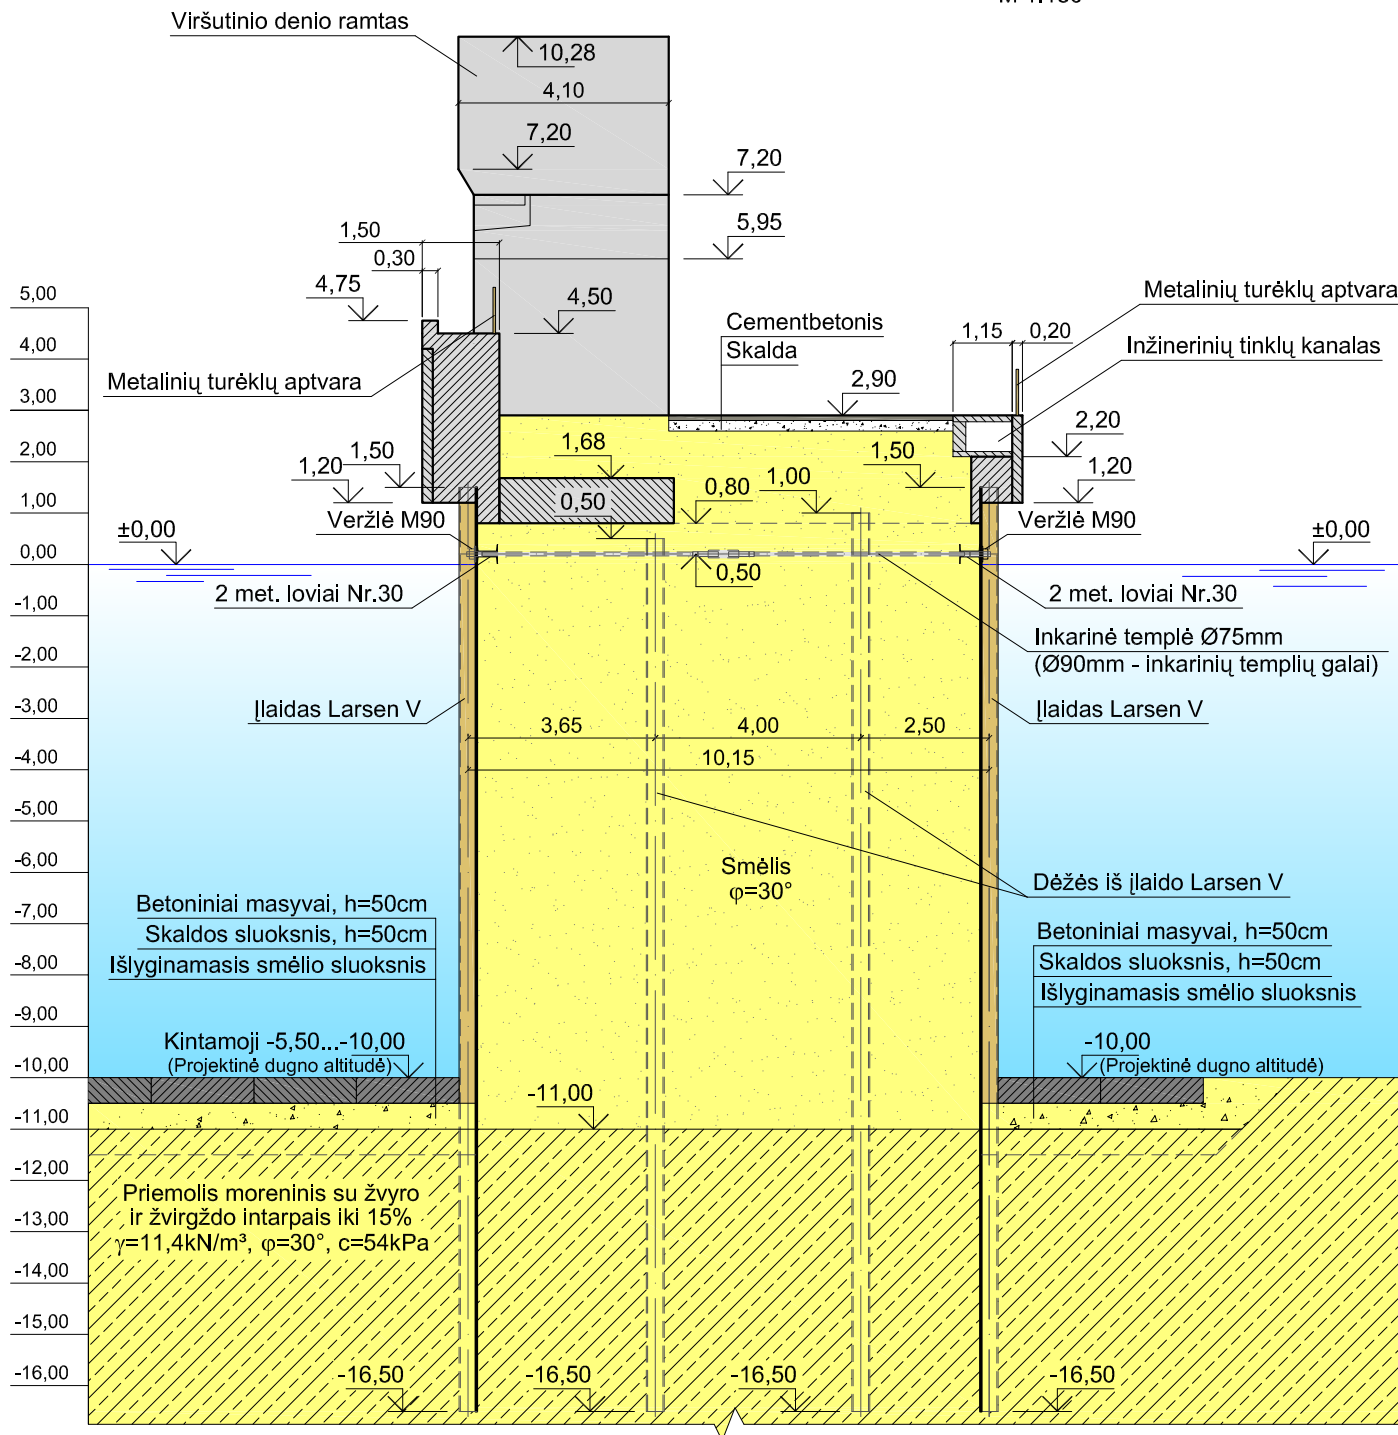 Viršutinio denio ramtas
10,28
4,10
7,20
7,20
5,95
1,50
0,30
4,75
4,50
Metalinių turėklų aptvara
Cementbetonis
Skalda
1,15
0,20
Inžinerinių tinklų kanalas
Metalinių turėklų aptvara
2,90
2,20
1,68
1,50
1,50
1,20
1,20
0,50
0,80
1,00
Veržlė M90
Veržlė M90
±0,00
±0,00
0,50
2 met. loviai Nr.30
2 met. loviai Nr.30
Inkarinė templė Ø75mm
(Ø90mm - inkarinių templių galai)
Įlaidas Larsen V
Įlaidas Larsen V
3,65
4,00
2,50
10,15
Smėlis
φ=30°
Dėžės iš įlaido Larsen V
Betoniniai masyvai, h=50cm
Skaldos sluoksnis, h=50cm
Išlyginamasis smėlio sluoksnis
Betoniniai masyvai, h=50cm
Skaldos sluoksnis, h=50cm
Išlyginamasis smėlio sluoksnis
Kintamoji -5,50...-10,00
(Projektinė dugno altitudė)
-10,00
(Projektinė dugno altitudė)
-11,00
Priemolis moreninis su žvyro
ir žvirgždo intarpais iki 15%
γ=11,4kN/m³, φ=30°, c=54kPa
-16,50
-16,50
-16,50
-16,50
5,00
4,00
3,00
2,00
1,00
0,00
-1,00
-2,00
-3,00
-4,00
-5,00
-6,00
-7,00
-8,00
-9,00
-10,00
-11,00
-12,00
-13,00
-14,00
-15,00
-16,00